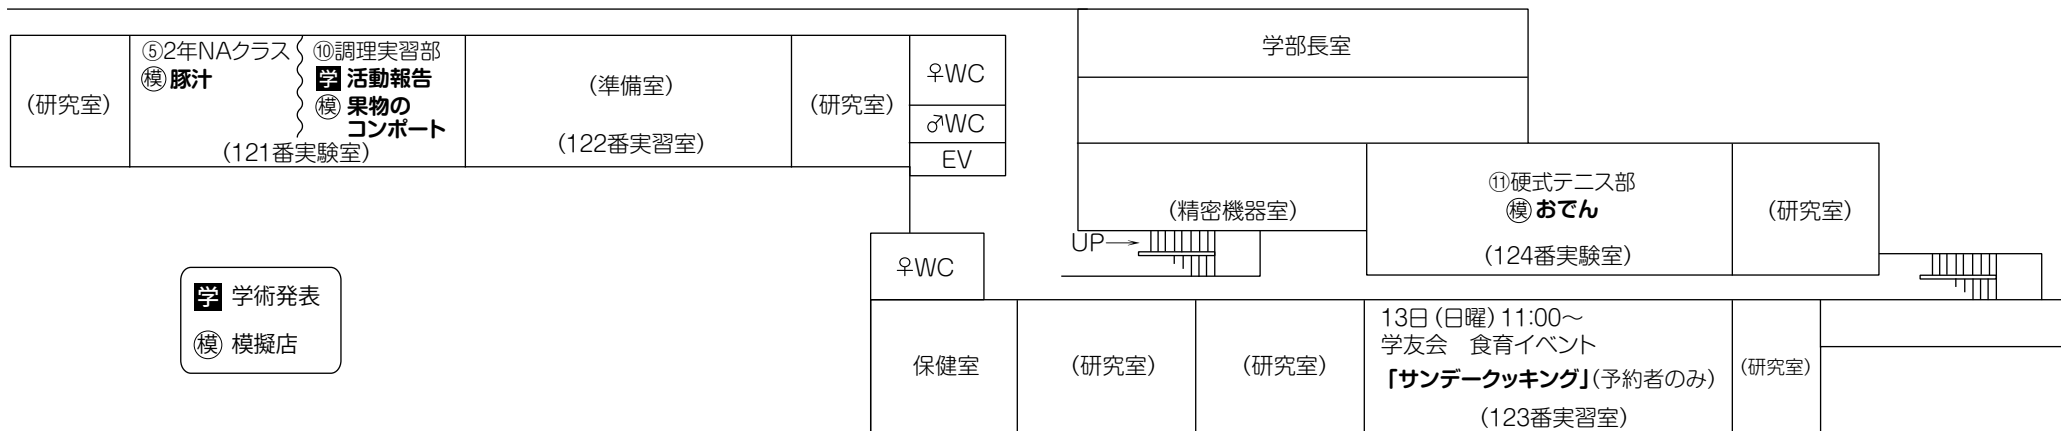 (研究室)
⑤2年NAクラス
模 豚汁
⑩調理実習部
学 活動報告
模 果物の
コンポート
(121番実験室)
(準備室)
(122番実習室)
(研究室)
♀WC
♂WC
EV
学部長室
(精密機器室)
⑪硬式テニス部
模 おでん
(124番実験室)
(研究室)
UP→
♀WC
学 学術発表
模 模擬店
保健室
(研究室)
(研究室)
13日(日曜)11:00～
学友会　食育イベント
「サンデークッキング」(予約者のみ)
(123番実習室)
(研究室)